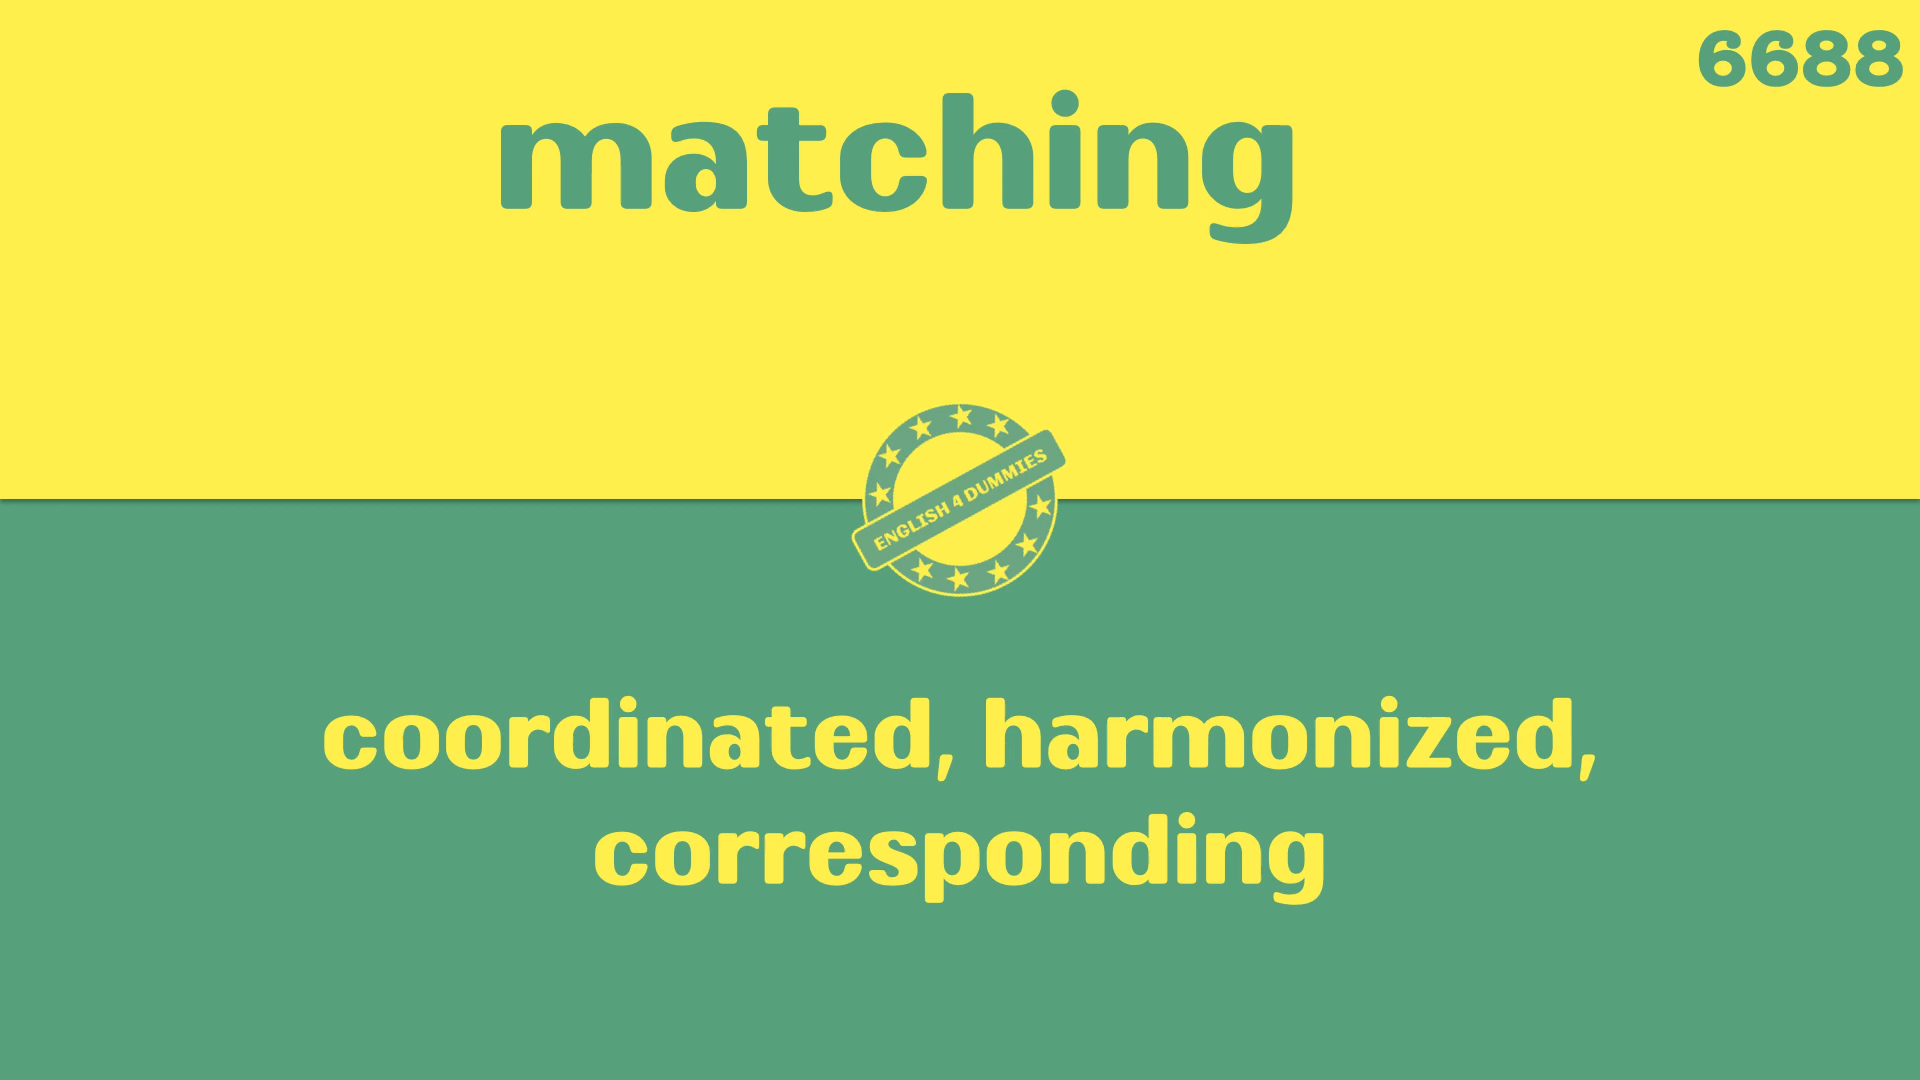 6688
matching
ENGLISH 4 DUMMIES
coordinated, harmonized,
corresponding